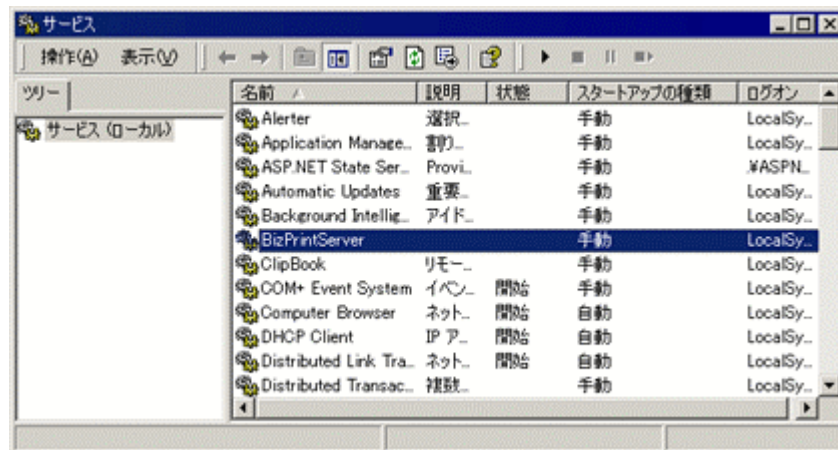 サービス
操作(A) 表示(V)
ツリー
サービス (ローカル)
名前 説明 状態 スタートアップの種類 ログオン
Alerter 選択... 手動 LocalSy...
Application Manage... 割り... 手動 LocalSy...
ASP.NET State Ser... Provi... 手動 .¥ASPN...
Automatic Updates 重要... 手動 LocalSy...
Background Intellig... アイド... 手動 LocalSy...
BizPrintServer 手動 LocalSy...
ClipBook リモー... 手動 LocalSy...
COM+ Event System イベン... 開始 手動 LocalSy...
Computer Browser ネット... 開始 自動 LocalSy...
DHCP Client IP ア... 開始 自動 LocalSy...
Distributed Link Tra... ネット... 開始 自動 LocalSy...
Distributed Transac... 複数... 手動 LocalSy...